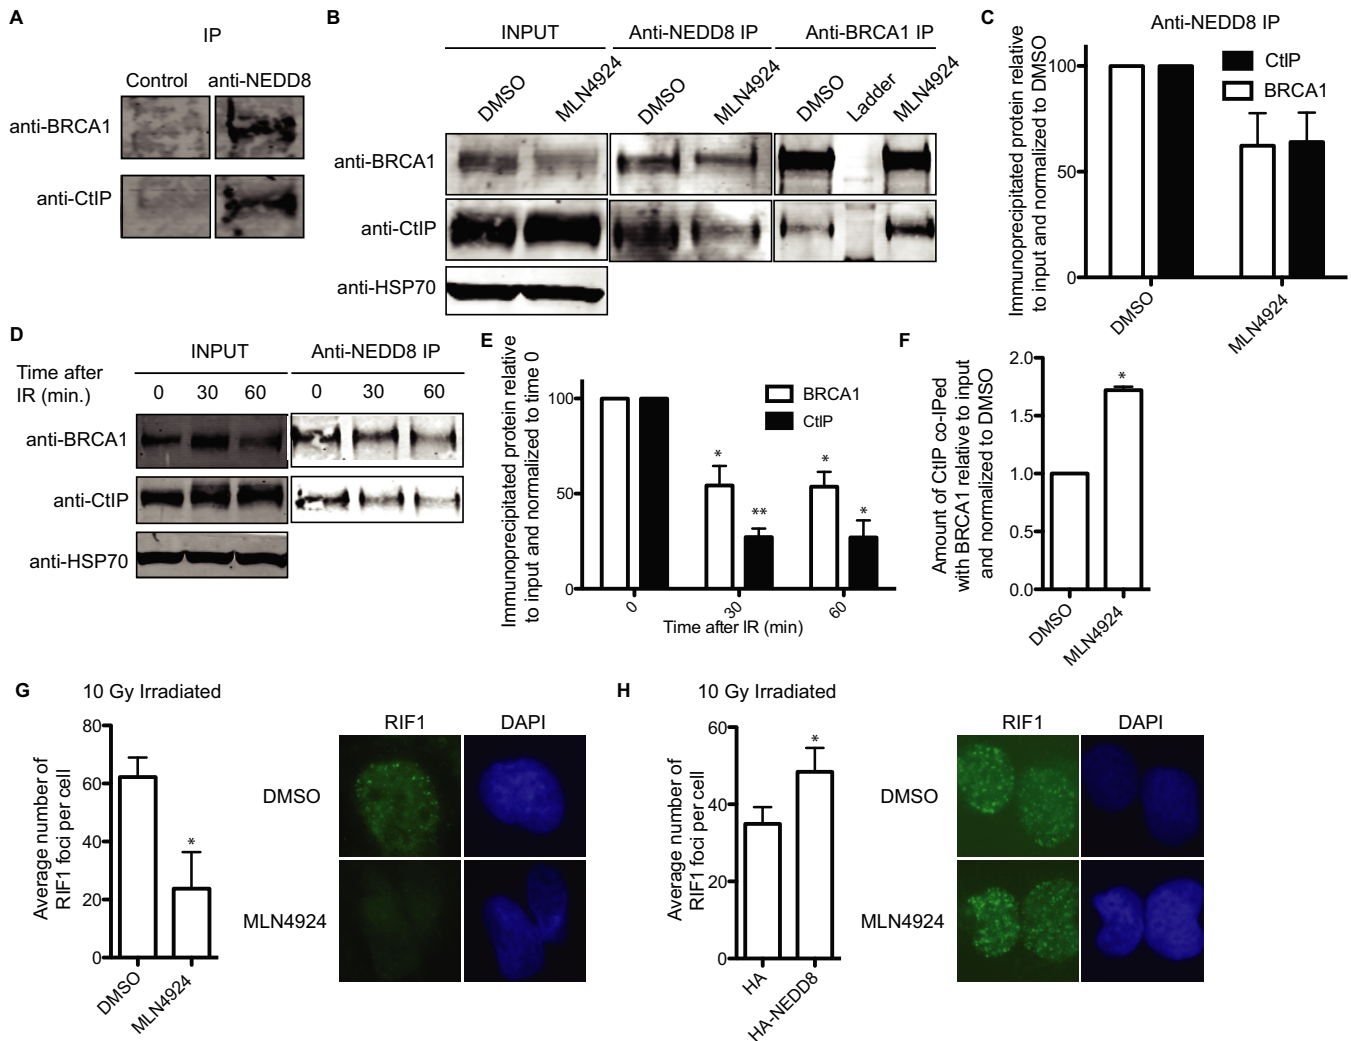 A
IP
Control
anti-NEDD8
anti-BRCA1
anti-CtIP
B
INPUT
Anti-NEDD8 IP
Anti-BRCA1 IP
DMSO
MLN4924
DMSO
MLN4924
DMSO
Ladder
MLN4924
anti-BRCA1
anti-CtIP
anti-HSP70
C
Anti-NEDD8 IP
Immunoprecipitated protein relative
to input and normalized to DMSO
CtIP
BRCA1
100
50
0
DMSO
MLN4924
D
INPUT
Anti-NEDD8 IP
Time after
IR (min.)
0
30
60
0
30
60
anti-BRCA1
anti-CtIP
anti-HSP70
E
Immunoprecipitated protein relative
to input and normalized to time 0
BRCA1
CtIP
100
50
0
*
**
*
*
0
30
60
Time after IR (min)
F
Amount of CtIP co-IPed
with BRCA1 relative to input
and normalized to DMSO
2.0
1.5
1.0
0.5
0.0
*
DMSO
MLN4924
G
10 Gy Irradiated
Average number of
RIF1 foci per cell
80
60
40
20
0
*
DMSO
MLN4924
RIF1
DAPI
DMSO
MLN4924
H
10 Gy Irradiated
Average number of
RIF1 foci per cell
60
40
20
0
*
HA
HA-NEDD8
RIF1
DAPI
DMSO
MLN4924